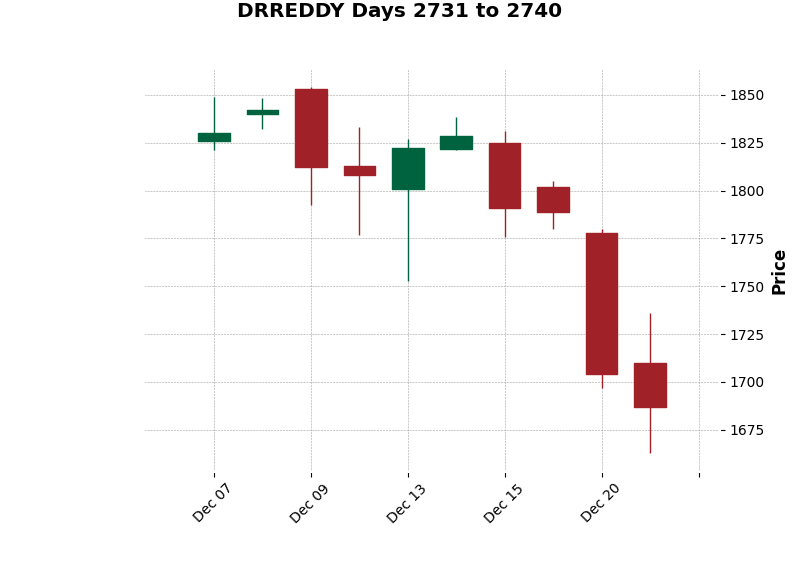 DRREDDY Days 2731 to 2740
1850
1825
1800
1775
1750
1725
1700
1675
Price
Dec 07
Dec 09
Dec 13
Dec 15
Dec 20